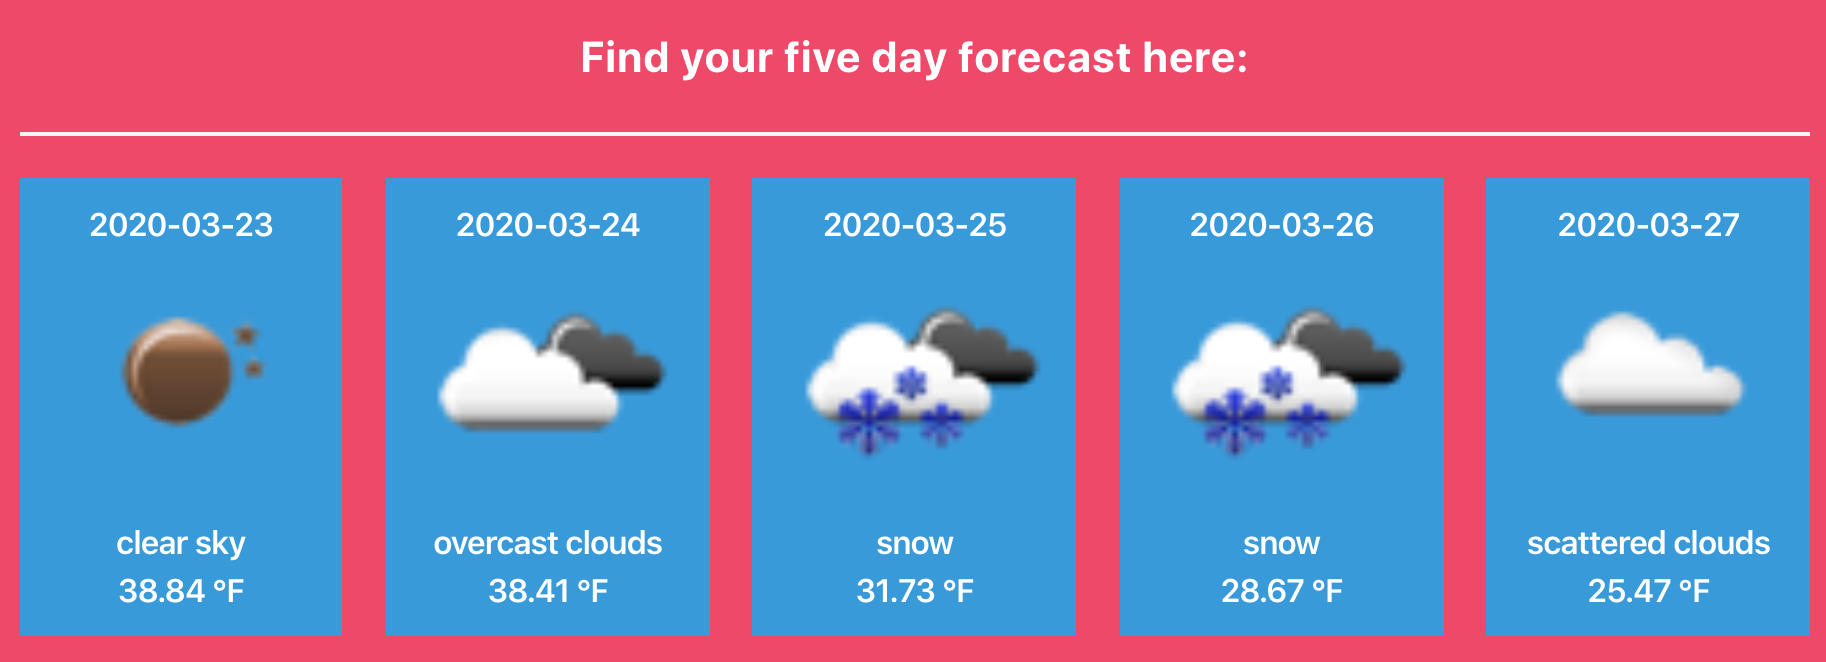 Find your five day forecast here:
2020-03-23
clear sky
38.84 °F
2020-03-24
overcast clouds
38.41 °F
2020-03-25
snow
31.73 °F
2020-03-26
snow
28.67 °F
2020-03-27
scattered clouds
25.47 °F